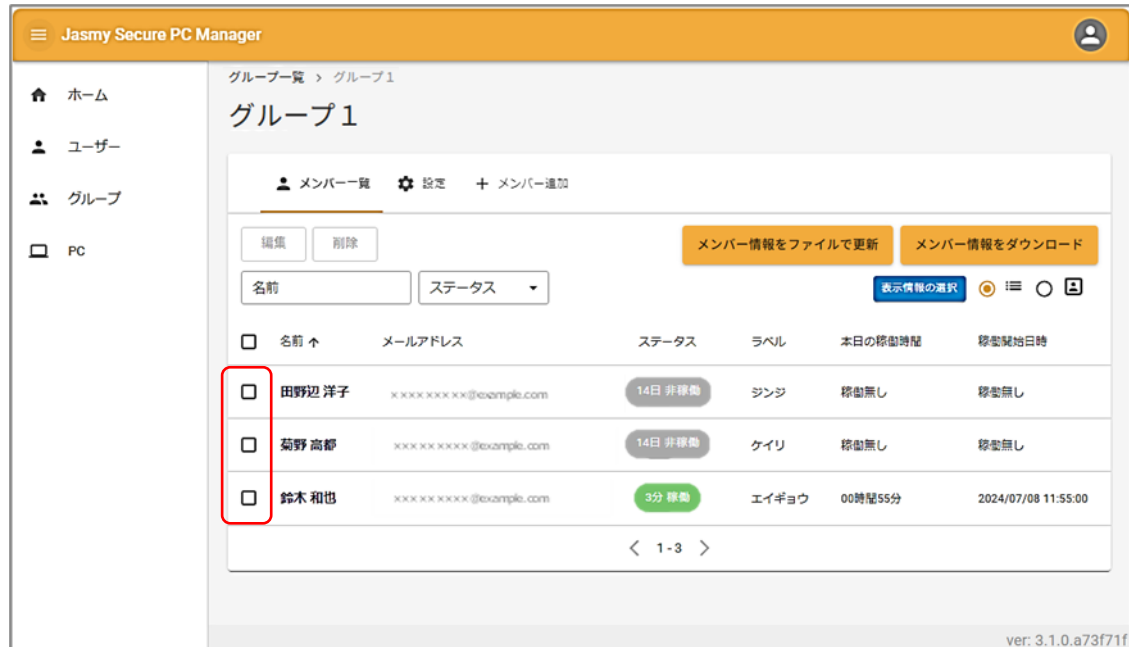 Jasmy Secure PC Manager
グループ一覧 > グループ1
グループ１
ホーム
ユーザー
グループ
PC
メンバー一覧 設定 + メンバー追加
編集 削除 メンバー情報をファイルで更新 メンバー情報をダウンロード
名前 ステータス 表示情報の選択
名前 ↑ メールアドレス ステータス ラベル 本日の稼働時間 稼働開始日時
田野辺 洋子 xxxxxxxxx@example.com 14日 非稼働 ジンジ 稼働無し 稼働無し
菊野 高都 xxxxxxxxx@example.com 14日 非稼働 ケイリ 稼働無し 稼働無し
鈴木 和也 xxxxxxxxx@example.com 3分 稼働 エイギョウ 00時間55分 2024/07/08 11:55:00
< 1-3 >
ver: 3.1.0.a73f71f